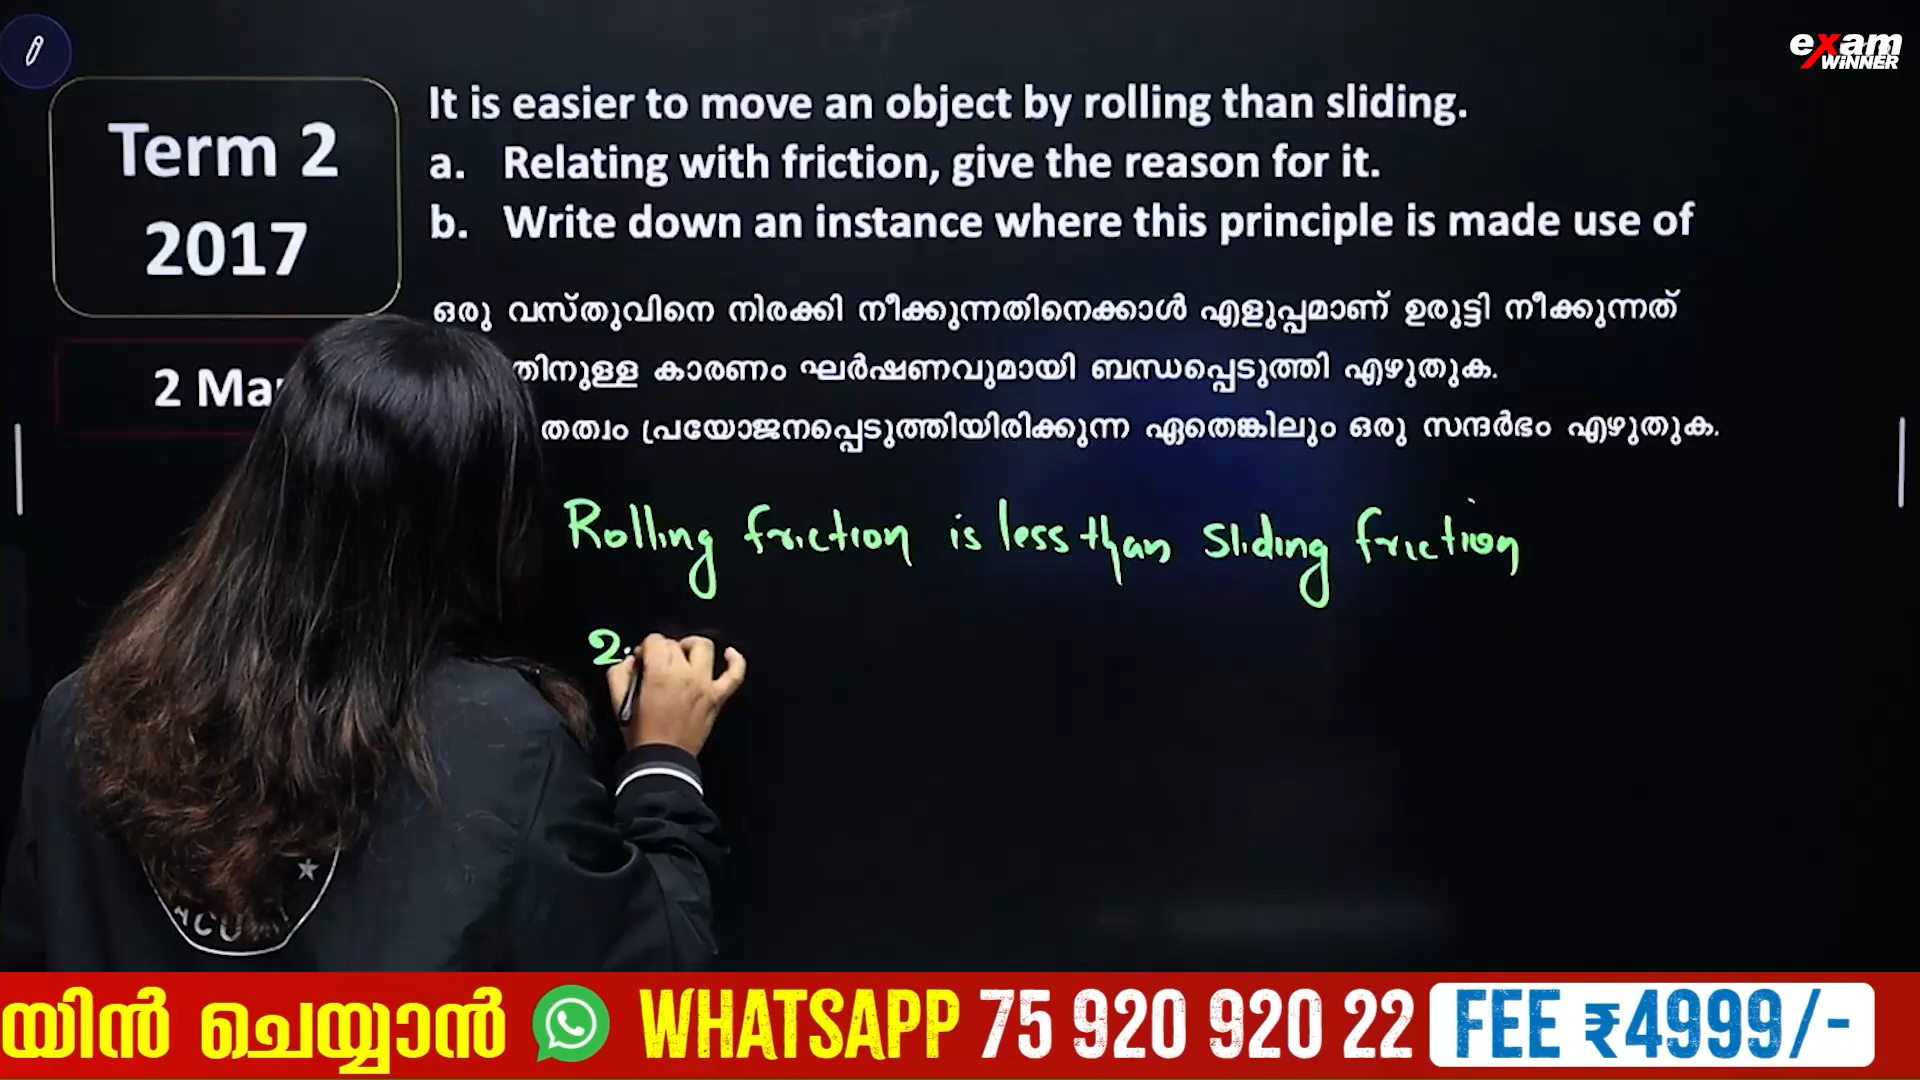 exam
WINNER
Term 2
2017
It is easier to move an object by rolling than sliding.
a. Relating with friction, give the reason for it.
b. Write down an instance where this principle is made use of
ഒരു വസ്തുവിനെ നിരക്കി നീക്കുന്നതിനെക്കാൾ എളുപ്പമാണ് ഉരുട്ടി നീക്കുന്നത്
തിനുള്ള കാരണം ഘർഷണവുമായി ബന്ധപ്പെടുത്തി എഴുതുക.
തത്വം പ്രയോജനപ്പെടുത്തിയിരിക്കുന്ന ഏതെങ്കിലും ഒരു സന്ദർഭം എഴുതുക.
2 Ma
Rolling friction is less than sliding friction
യിൻ ചെയ്യാൻ WHATSAPP 75 920 920 22 FEE ₹4999/-